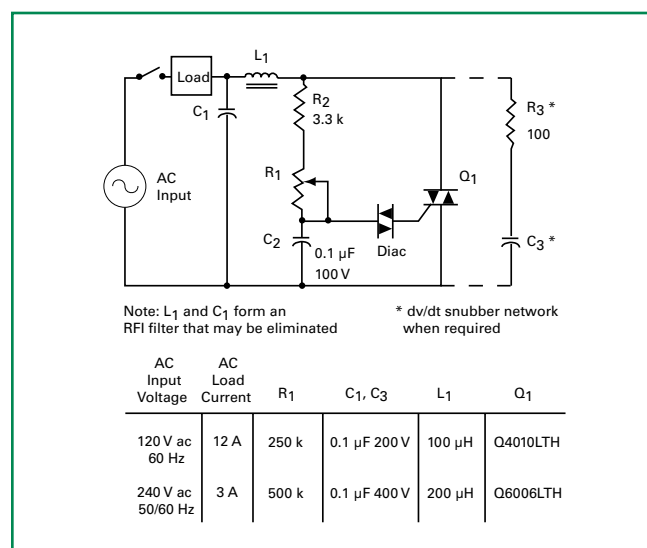 L1
Load
C1
R2
3.3 k
R3 *
100
AC
Input
R1
Q1
C2
0.1 µF
100 V
Diac
C3 *
Note: L1 and C1 form an
RFI filter that may be eliminated
* dv/dt snubber network
when required
AC
Input
Voltage
AC
Load
Current
R1
C1, C3
L1
Q1
120 V ac
60 Hz
12 A
250 k
0.1 µF 200 V
100 µH
Q4010LTH
240 V ac
50/60 Hz
3 A
500 k
0.1 µF 400 V
200 µH
Q6006LTH